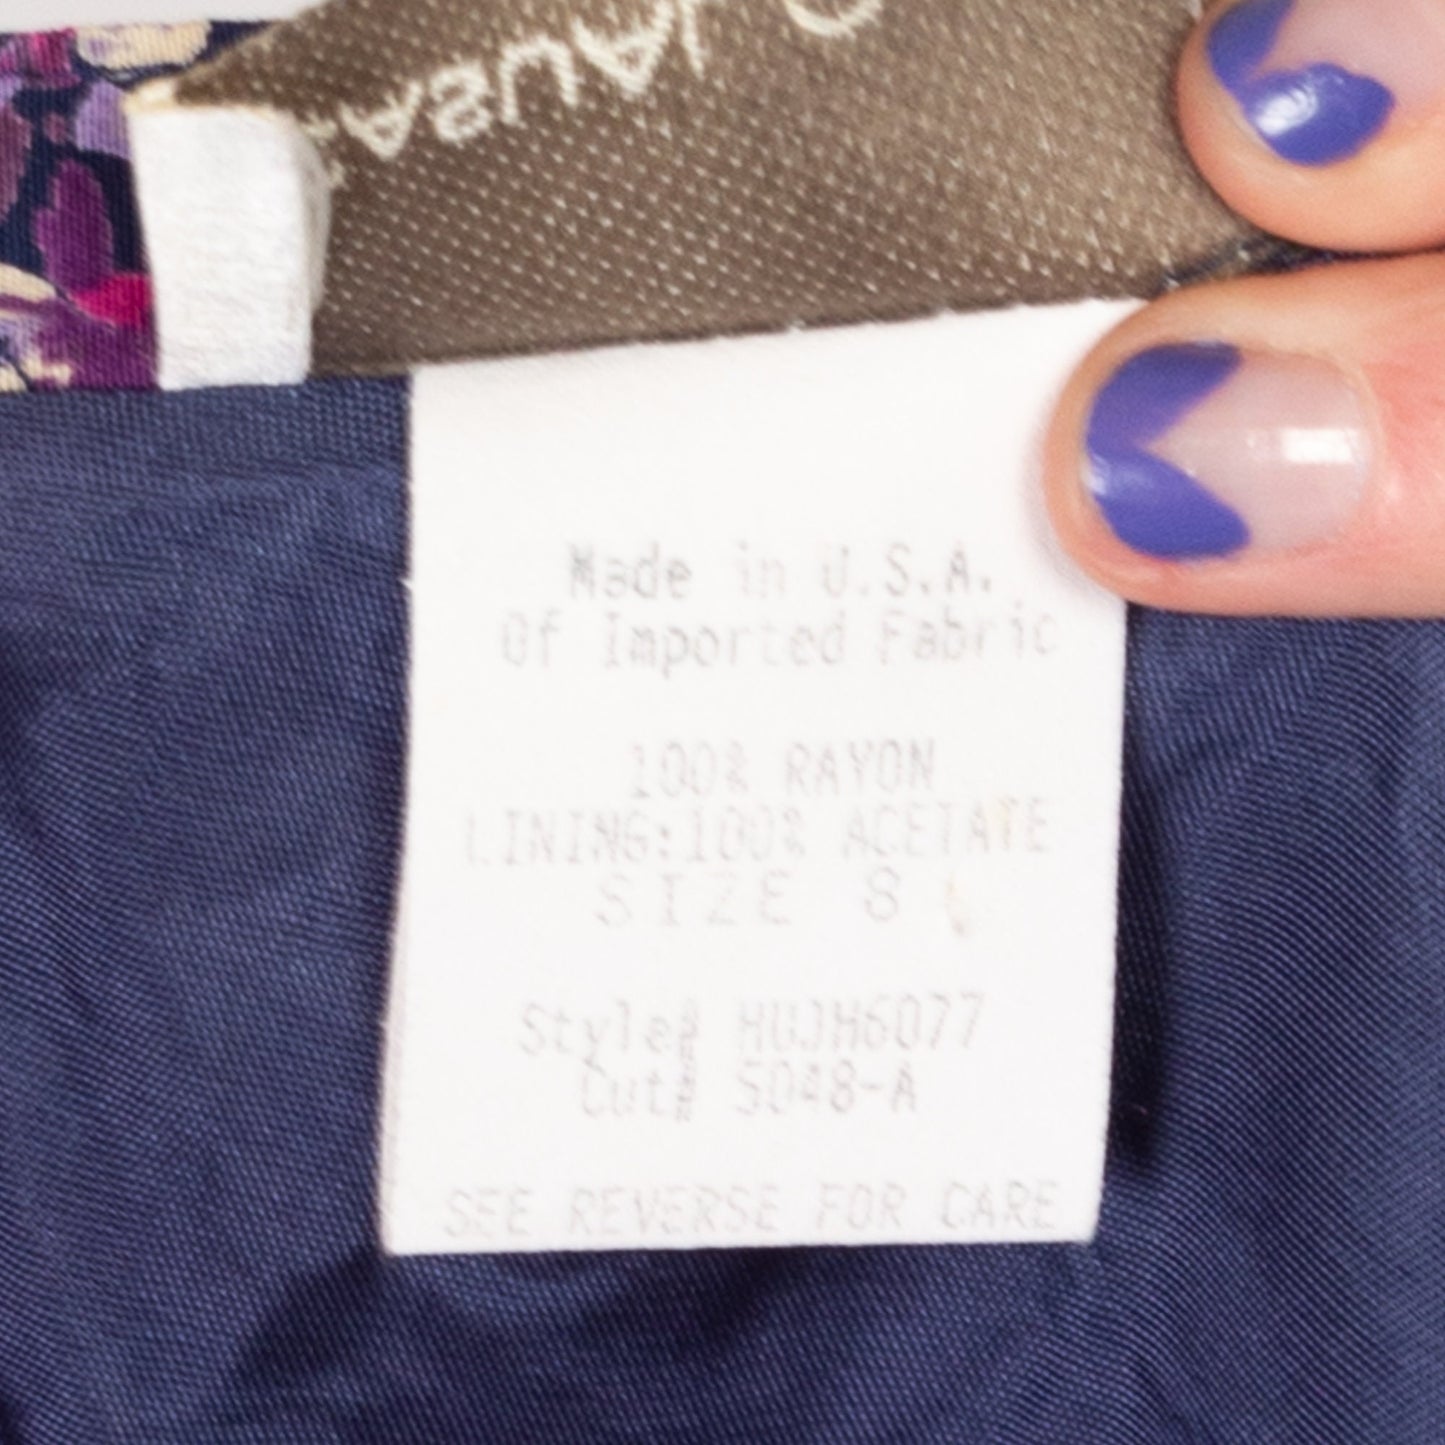 Made in U.S.A.
Of Imported Fabric
100% RAYON
LINING:100% ACETATE
SIZE 8
Style# HUJH6077
Cut# 5048-A
SEE REVERSE FOR CARE